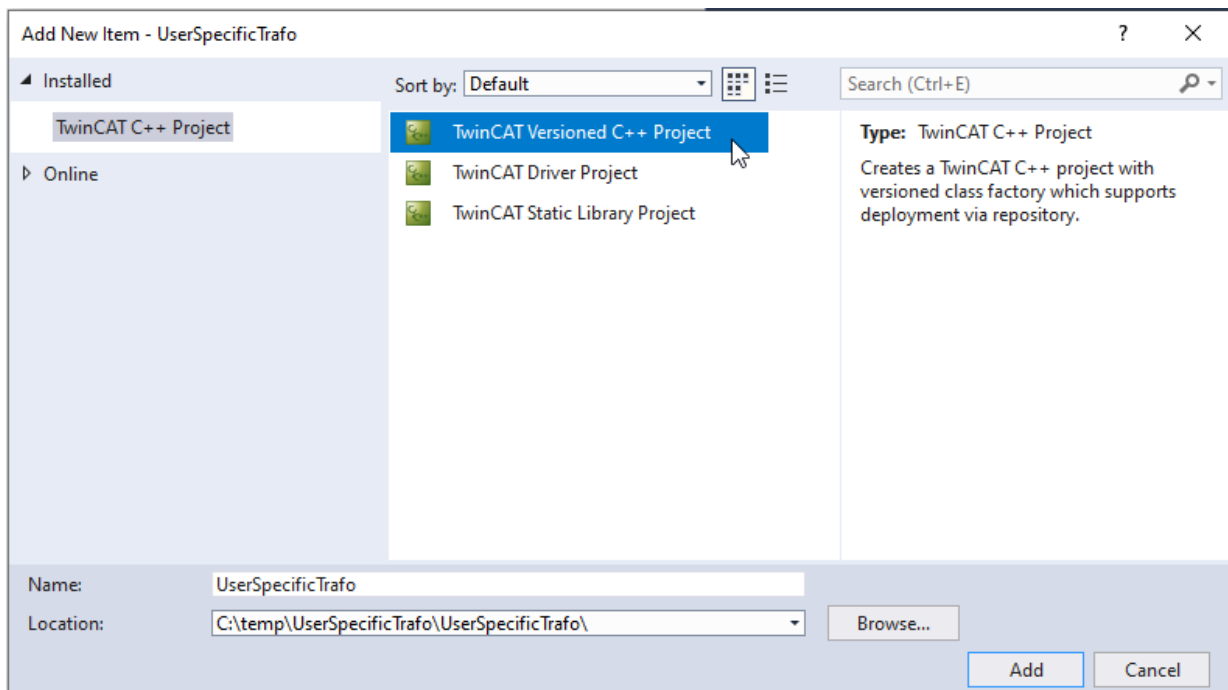 Add New Item - UserSpecificTrafo
?
Installed
Sort by: Default
Search (Ctrl+E)
TwinCAT C++ Project
Online
TwinCAT Versioned C++ Project
TwinCAT Driver Project
TwinCAT Static Library Project
Type: TwinCAT C++ Project
Creates a TwinCAT C++ project with
versioned class factory which supports
deployment via repository.
Name: UserSpecificTrafo
Location: C:\temp\UserSpecificTrafo\UserSpecificTrafo\ Browse...
Add Cancel